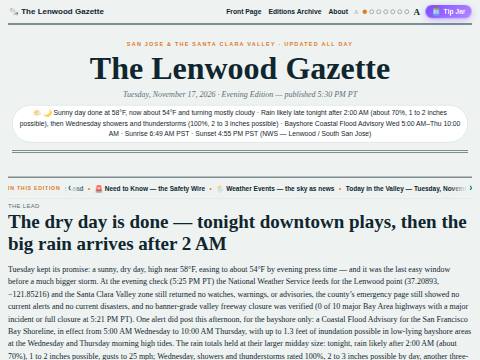 🗞️ The Lenwood Gazette
Front Page Editions Archive About A A Tip Jar
SAN JOSE & THE SANTA CLARA VALLEY · UPDATED ALL DAY
The Lenwood Gazette
Tuesday, November 17, 2026 · Evening Edition — published 5:30 PM PT
⛅ 🌙 Sunny day done at 58°F, now about 54°F and turning mostly cloudy · Rain likely late tonight after 2:00 AM (about 70%, 1 to 2 inches
possible), then Wednesday showers and thunderstorms (100%, 2 to 3 inches possible) · Bayshore Coastal Flood Advisory Wed 5:00 AM–Thu 10:00
AM · Sunrise 6:49 AM PST · Sunset 4:55 PM PST (NWS — Lenwood / South San Jose)
IN THIS EDITION ‹ ead • 🚨 Need to Know — the Safety Wire • Weather Events — the sky as news • Today in the Valley — Tuesday, Novem ›
THE LEAD
The dry day is done — tonight downtown plays, then the
big rain arrives after 2 AM
Tuesday kept its promise: a sunny, dry day, high near 58°F, easing to about 54°F by evening press time — and it was the last easy window
before a much bigger storm. At the evening check (5:25 PM PT) the National Weather Service feeds for the Lenwood point (37.20893,
−121.85216) and the Santa Clara Valley zone still returned no watches, warnings, or advisories, the county’s emergency page still showed no
current alerts and no current disasters, and no banner-grade valley freeway closure was verified (0 of 10 major Bay Area highways with a major
incident or full closure at 5:21 PM PT). One alert did post this afternoon, for the bayshore only: a Coastal Flood Advisory for the San Francisco
Bay Shoreline, in effect from 5:00 AM Wednesday to 10:00 AM Thursday, with up to 1.3 feet of inundation possible in low-lying bayshore areas
at the Wednesday and Thursday morning high tides. The rain totals held at their larger midday size: tonight, rain likely after 2:00 AM (about
70%), 1 to 2 inches possible, gusts to 25 mph; Wednesday, showers and thunderstorms rated 100%, 2 to 3 inches possible by day, another three-